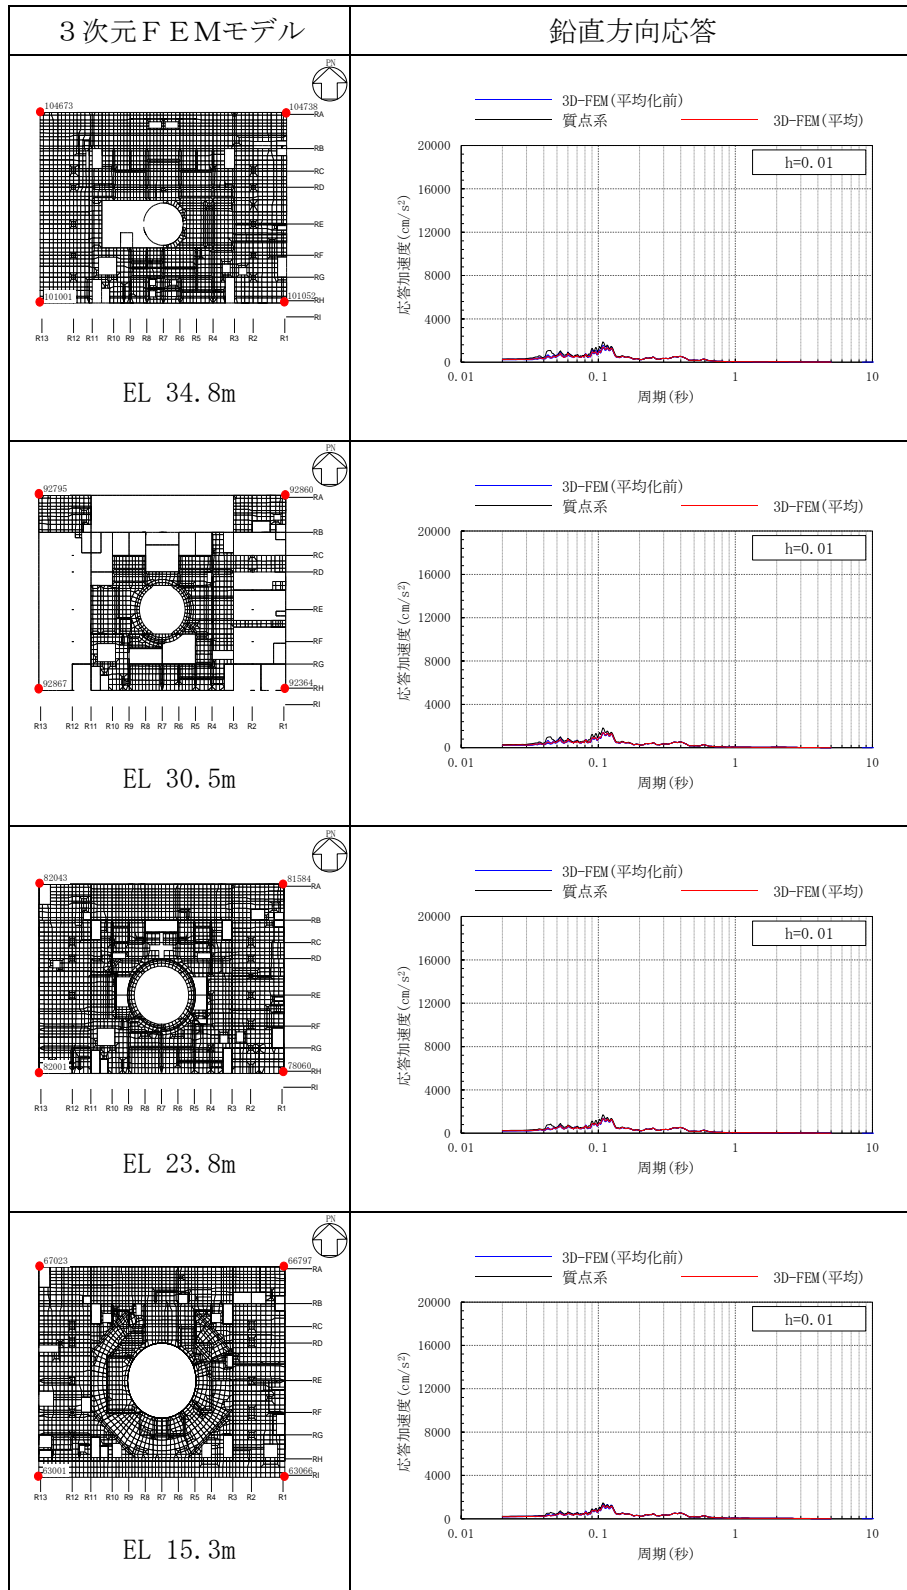 ３次元ＦＥＭモデル
鉛直方向応答
PN
104673
104738
RA
RB
RC
RD
RE
RF
RG
101001
101052
RH
RI
R13 R12 R11 R10 R9 R8 R7 R6 R5 R4 R3 R2 R1
EL 34.8m
3D-FEM(平均化前)
質点系 3D-FEM(平均)
h=0.01
応答加速度(cm/s²)
20000
16000
12000
8000
4000
0
0.01 0.1 1 10
周期(秒)
PN
92795
92860
RA
RB
RC
RD
RE
RF
RG
92867
92364
RH
RI
R13 R12 R11 R10 R9 R8 R7 R6 R5 R4 R3 R2 R1
EL 30.5m
3D-FEM(平均化前)
質点系 3D-FEM(平均)
h=0.01
応答加速度(cm/s²)
20000
16000
12000
8000
4000
0
0.01 0.1 1 10
周期(秒)
PN
82043
81584
RA
RB
RC
RD
RE
RF
RG
82001
78060
RH
RI
R13 R12 R11 R10 R9 R8 R7 R6 R5 R4 R3 R2 R1
EL 23.8m
3D-FEM(平均化前)
質点系 3D-FEM(平均)
h=0.01
応答加速度(cm/s²)
20000
16000
12000
8000
4000
0
0.01 0.1 1 10
周期(秒)
PN
67023
66797
RA
RB
RC
RD
RE
RF
RG
RH
63001
63066
RI
R13 R12 R11 R10 R9 R8 R7 R6 R5 R4 R3 R2 R1
EL 15.3m
3D-FEM(平均化前)
質点系 3D-FEM(平均)
h=0.01
応答加速度(cm/s²)
20000
16000
12000
8000
4000
0
0.01 0.1 1 10
周期(秒)